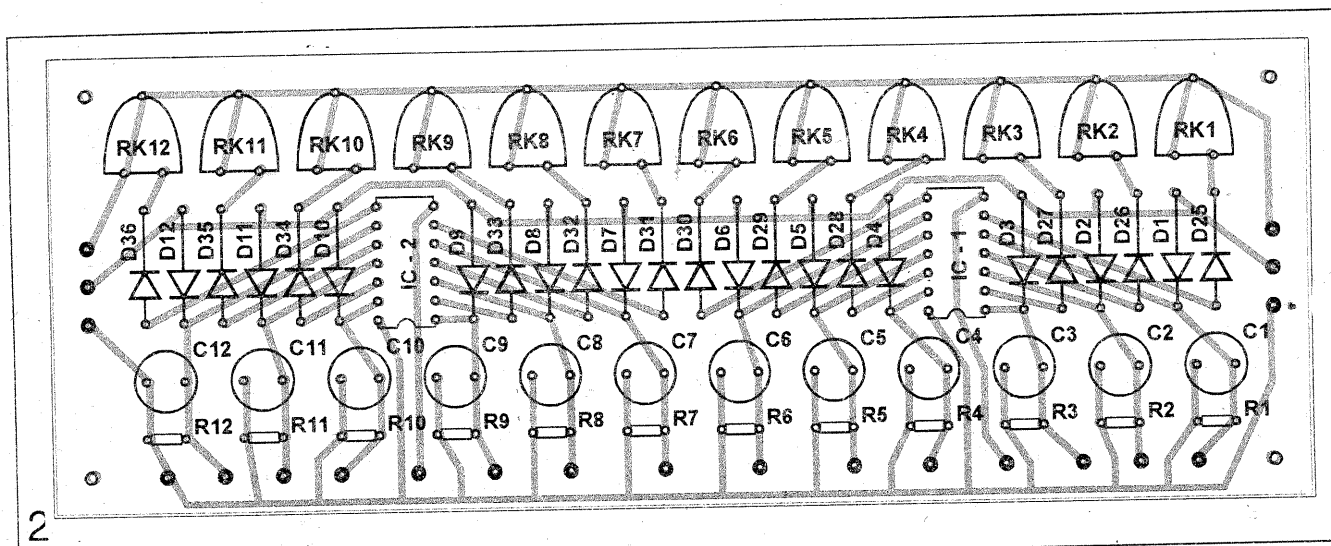 RK12 RK11 RK10 RK9 RK8 RK7 RK6 RK5 RK4 RK3 RK2 RK1
D36 D12 D35 D11 D34 D10 IC - 2 D9 D33 D8 D32 D7 D31 D30 D6 D29 D5 D28 D4 IC - 1 D3 D27 D2 D26 D1 D25
C12 C11 C10 C9 C8 C7 C6 C5 C4 C3 C2 C1
R12 R11 R10 R9 R8 R7 R6 R5 R4 R3 R2 R1
2